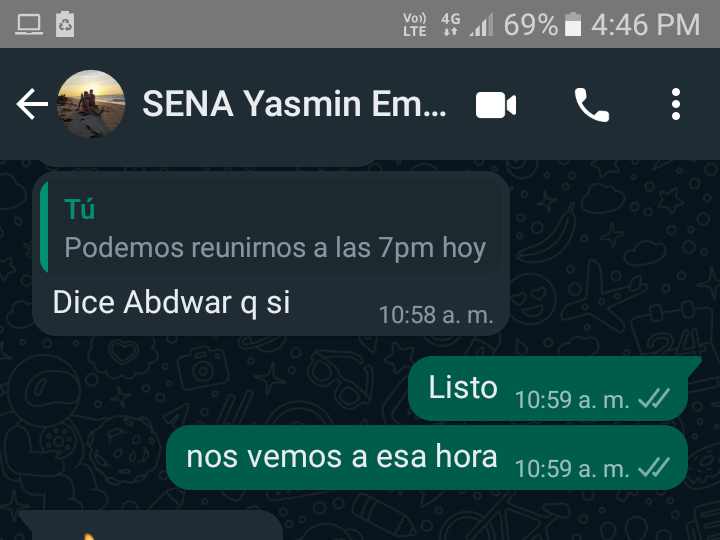 Vo))
LTE
4G
69%
4:46 PM
SENA Yasmin Em...
Tú
Podemos reunirnos a las 7pm hoy
Dice Abdwar q si
10:58 a. m.
Listo
10:59 a. m.
nos vemos a esa hora
10:59 a. m.